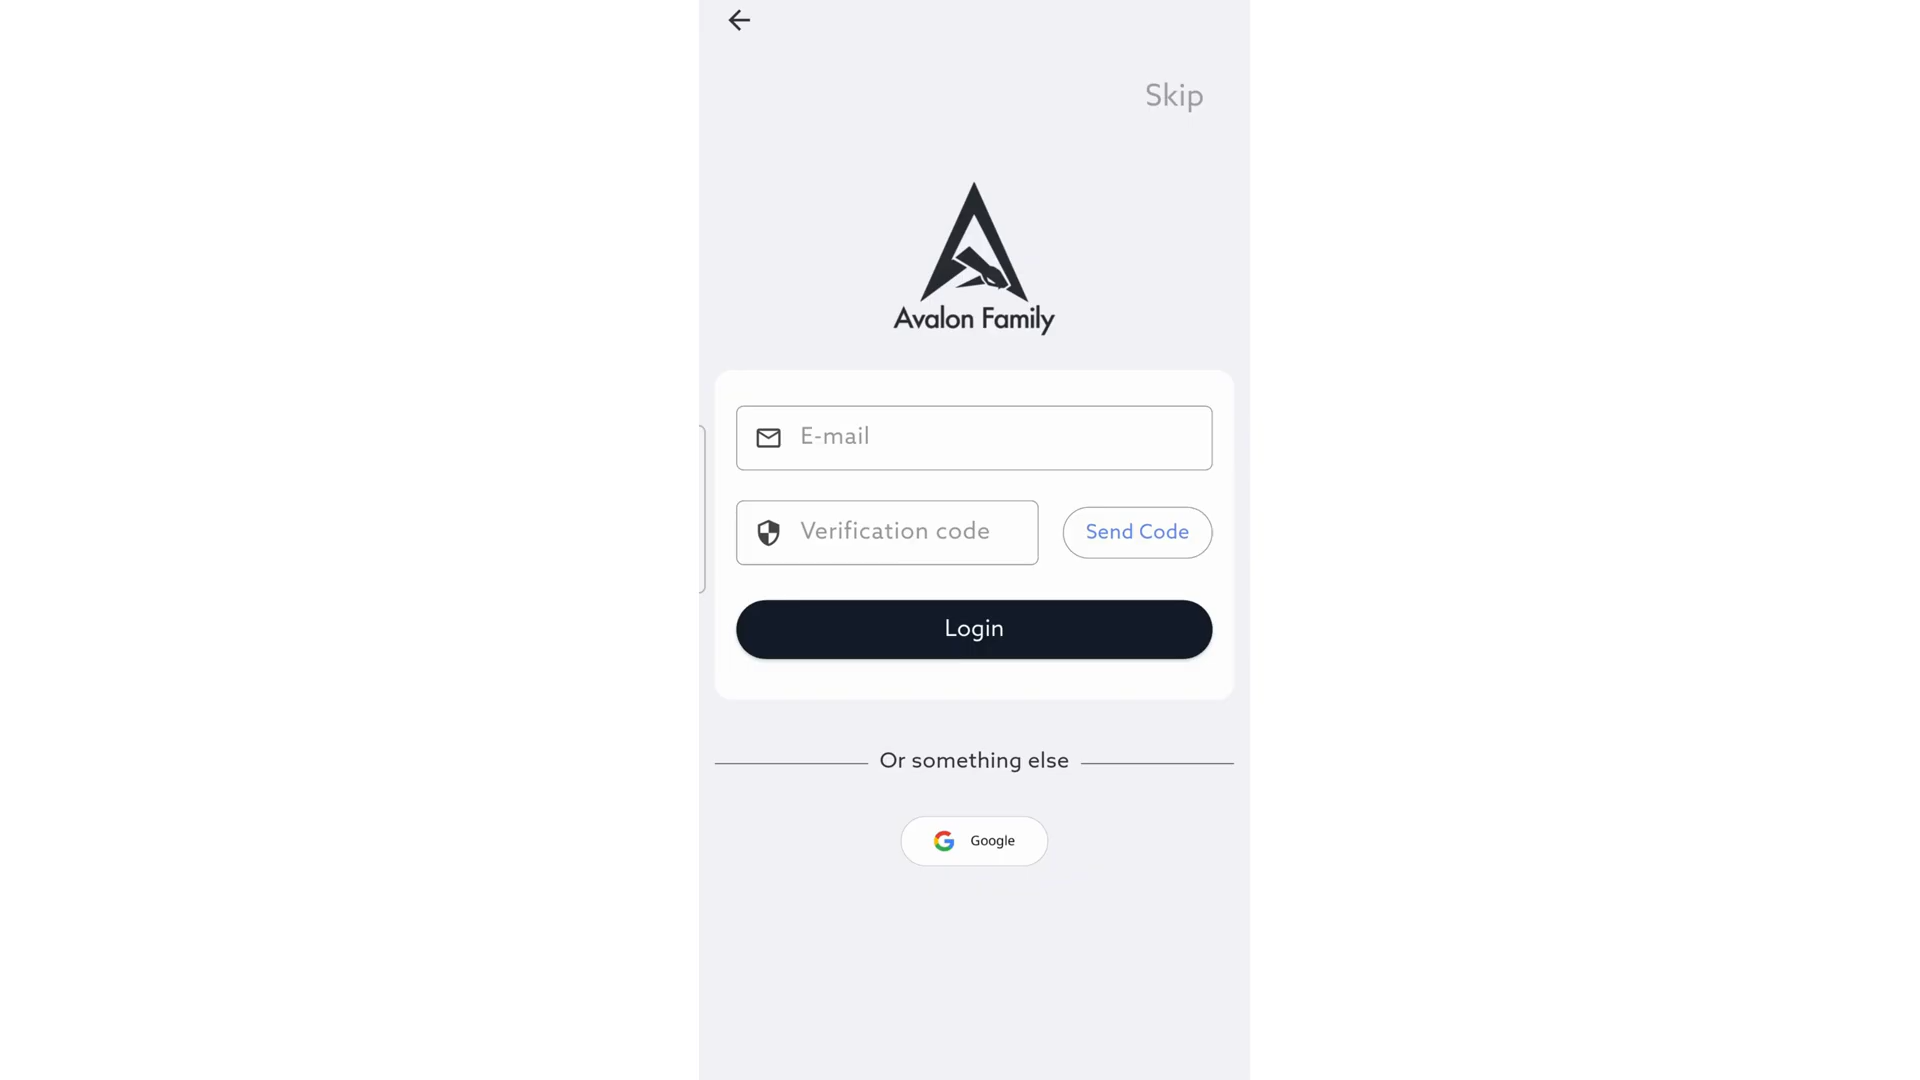 Skip
Avalon Family
E-mail
Verification code
Send Code
Login
Or something else
Google